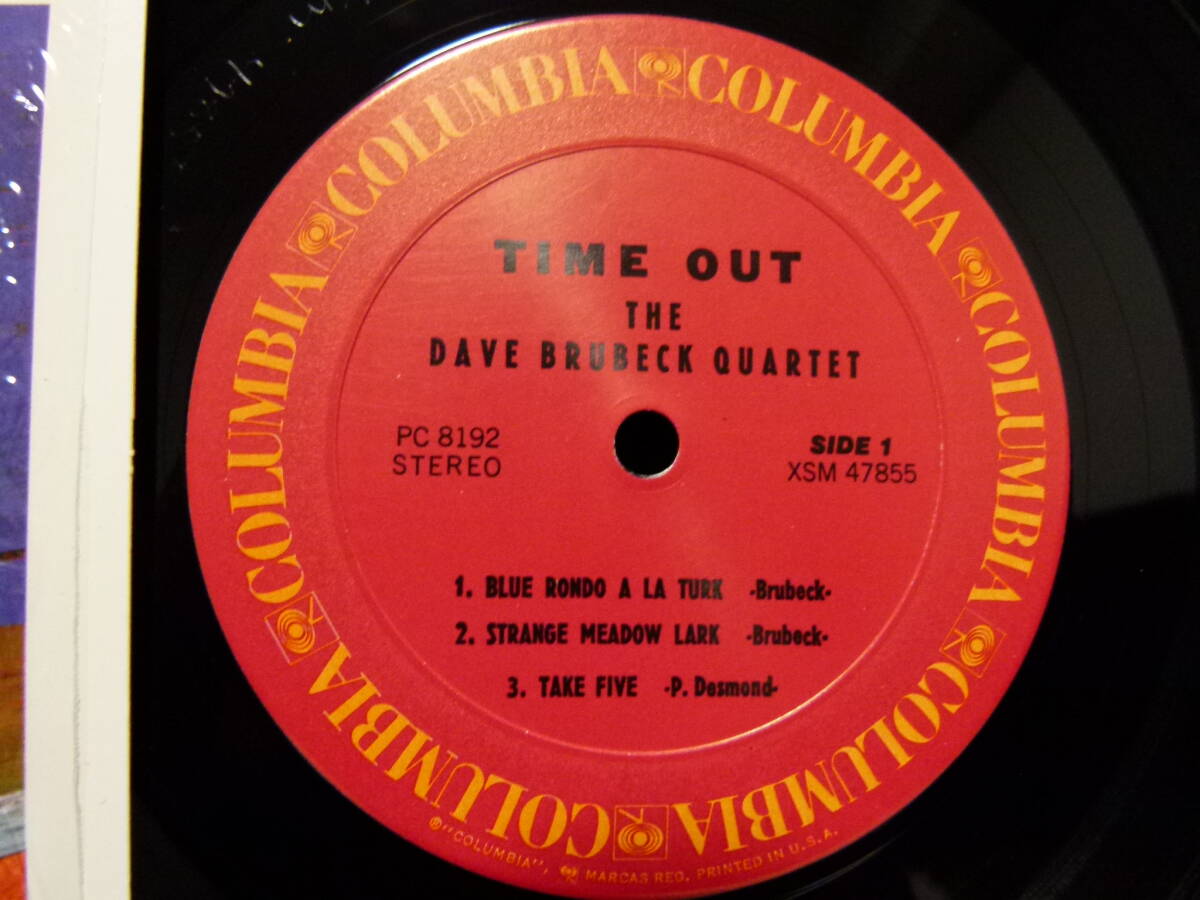 COLUMBIA COLUMBIA COLUMBIA COLUMBIA COLUMBIA COLUMBIA
TIME OUT
THE
DAVE BRUBECK QUARTET
PC 8192
STEREO
SIDE 1
XSM 47855
1. BLUE RONDO A LA TURK -Brubeck-
2. STRANGE MEADOW LARK -Brubeck-
3. TAKE FIVE -P. Desmond-
®"COLUMBIA", MARCAS REG. PRINTED IN U.S.A.